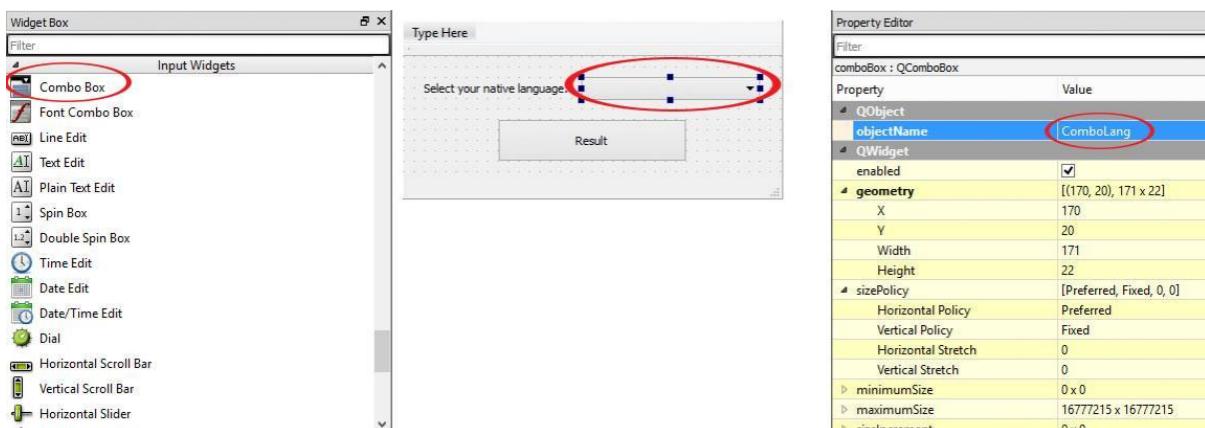 Widget Box
Filter
Input Widgets
Combo Box
Font Combo Box
Line Edit
Text Edit
Plain Text Edit
Spin Box
Double Spin Box
Time Edit
Date Edit
Date/Time Edit
Dial
Horizontal Scroll Bar
Vertical Scroll Bar
Horizontal Slider
Type Here
Select your native language:
Result
Property Editor
Filter
comboBox : QComboBox
Property Value
QObject
objectName ComboLang
QWidget
enabled
geometry [(170, 20), 171 x 22]
X 170
Y 20
Width 171
Height 22
sizePolicy [Preferred, Fixed, 0, 0]
Horizontal Policy Preferred
Vertical Policy Fixed
Horizontal Stretch 0
Vertical Stretch 0
minimumSize 0 x 0
maximumSize 16777215 x 16777215